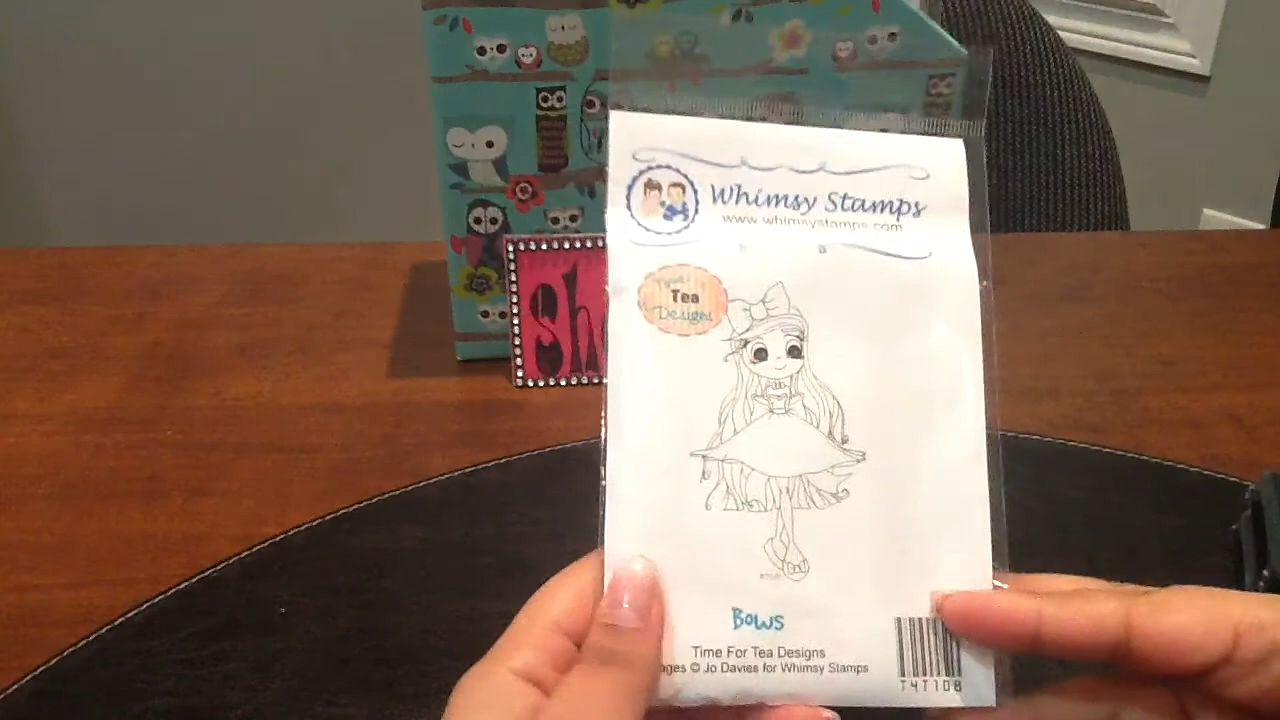 Whimsy Stamps
www.whimsystamps.com
Tea
Designs
Sh
Bows
Time For Tea Designs
ages © Jo Davies for Whimsy Stamps
T4T108